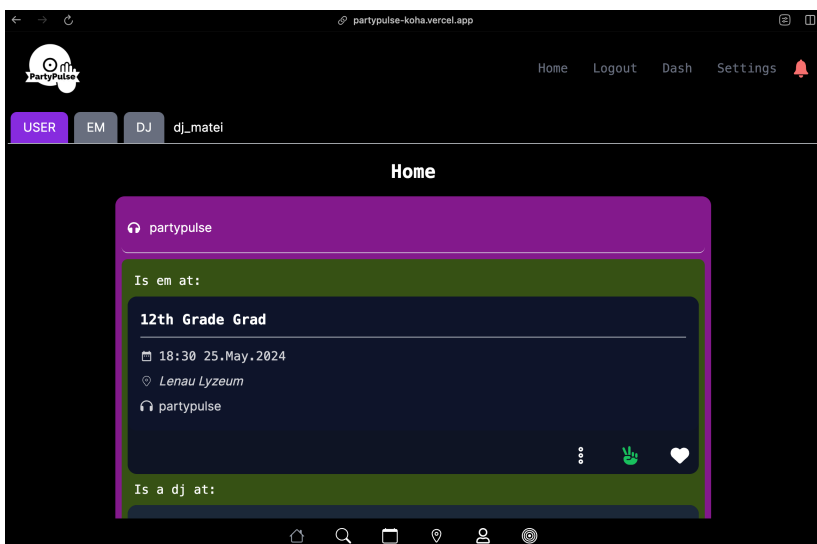 partypulse-koha.vercel.app
PartyPulse
Home Logout Dash Settings
USER EM DJ dj_matei
Home
partypulse
Is em at:
12th Grade Grad
18:30 25.May.2024
Lenau Lyzeum
partypulse
Is a dj at: